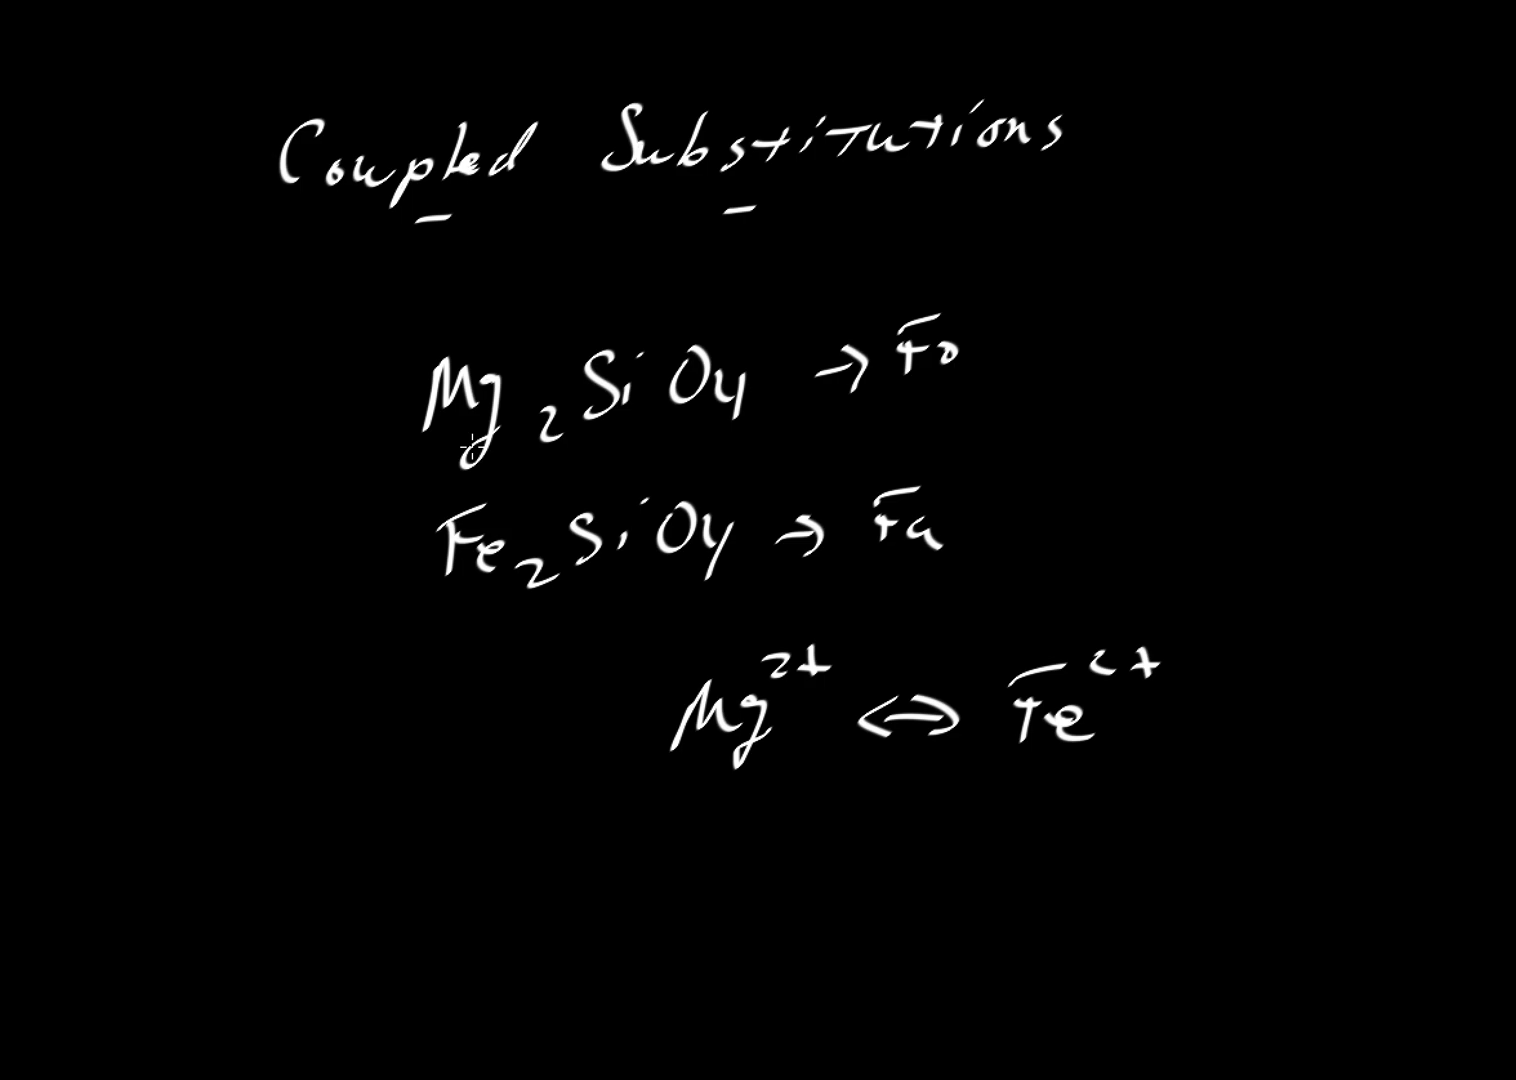 Coupled Substitutions
Mg₂SiO₄ → Fo
Fe₂SiO₄ → Fa
Mg²⁺ ⇔ Fe²⁺